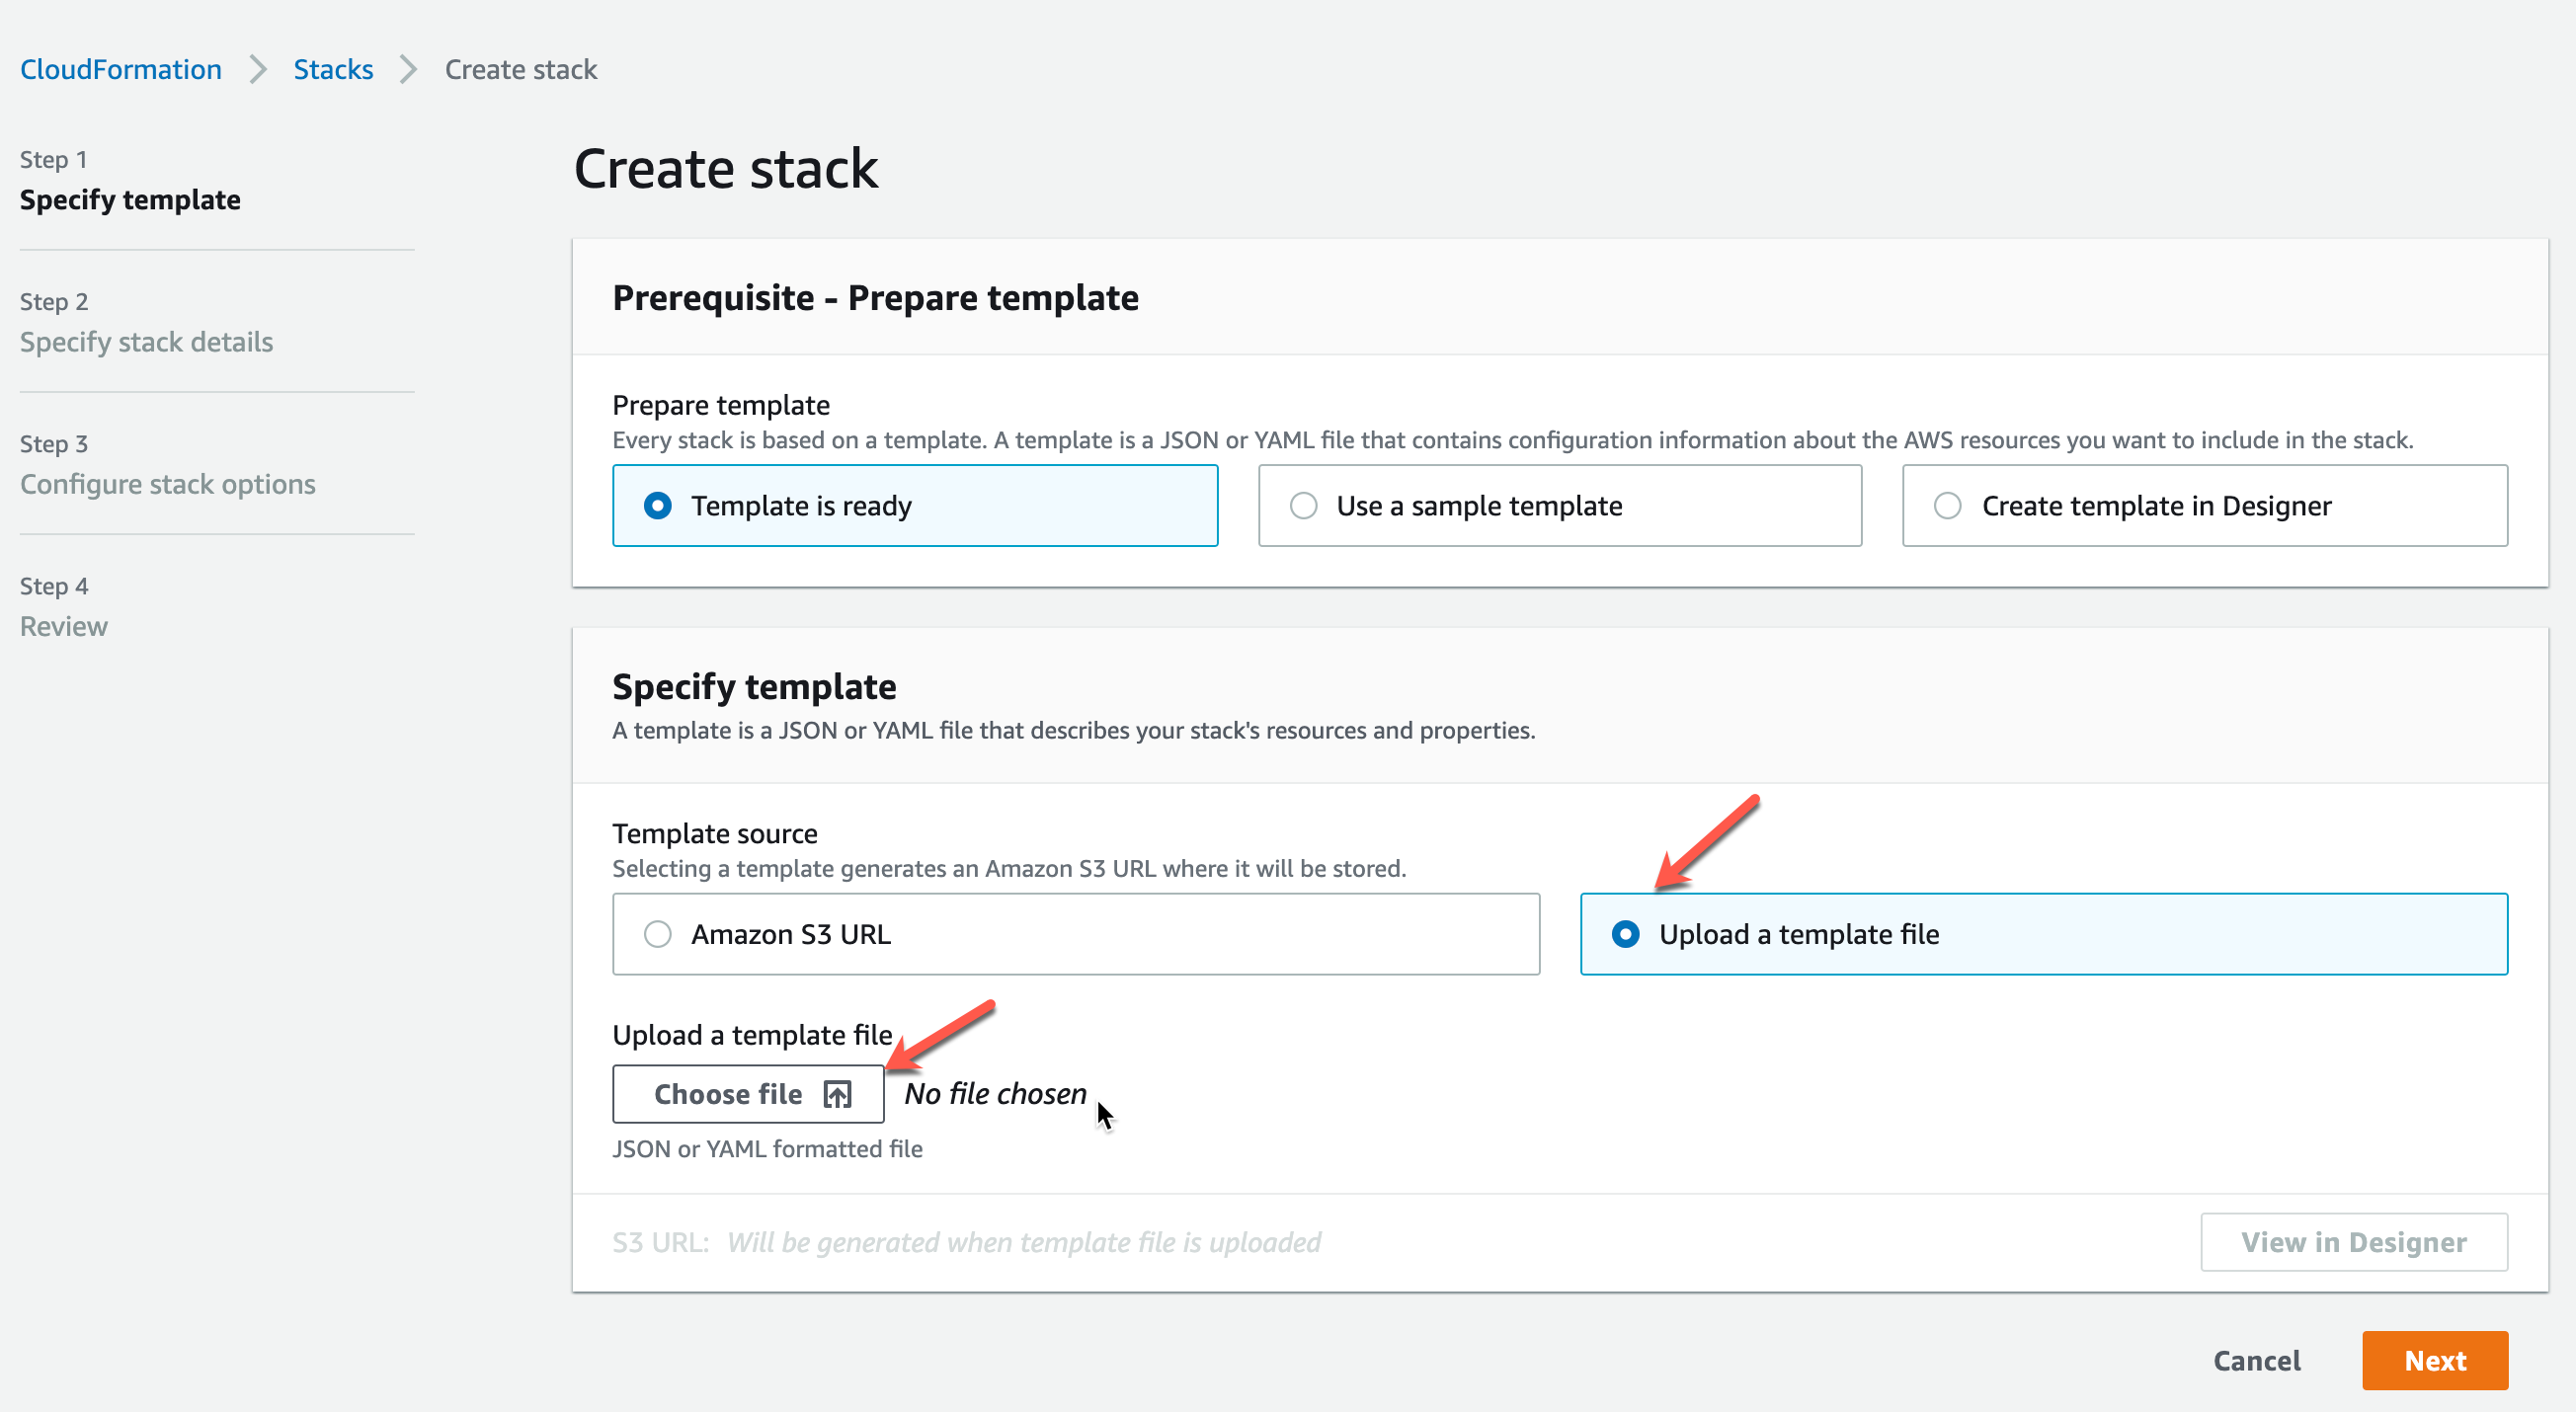 CloudFormation Stacks Create stack
Step 1
Specify template
Step 2
Specify stack details
Step 3
Configure stack options
Step 4
Review
Create stack
Prerequisite - Prepare template
Prepare template
Every stack is based on a template. A template is a JSON or YAML file that contains configuration information about the AWS resources you want to include in the stack.
Template is ready
Use a sample template
Create template in Designer
Specify template
A template is a JSON or YAML file that describes your stack's resources and properties.
Template source
Selecting a template generates an Amazon S3 URL where it will be stored.
Amazon S3 URL
Upload a template file
Upload a template file
Choose file No file chosen
JSON or YAML formatted file
S3 URL: Will be generated when template file is uploaded
View in Designer
Cancel
Next